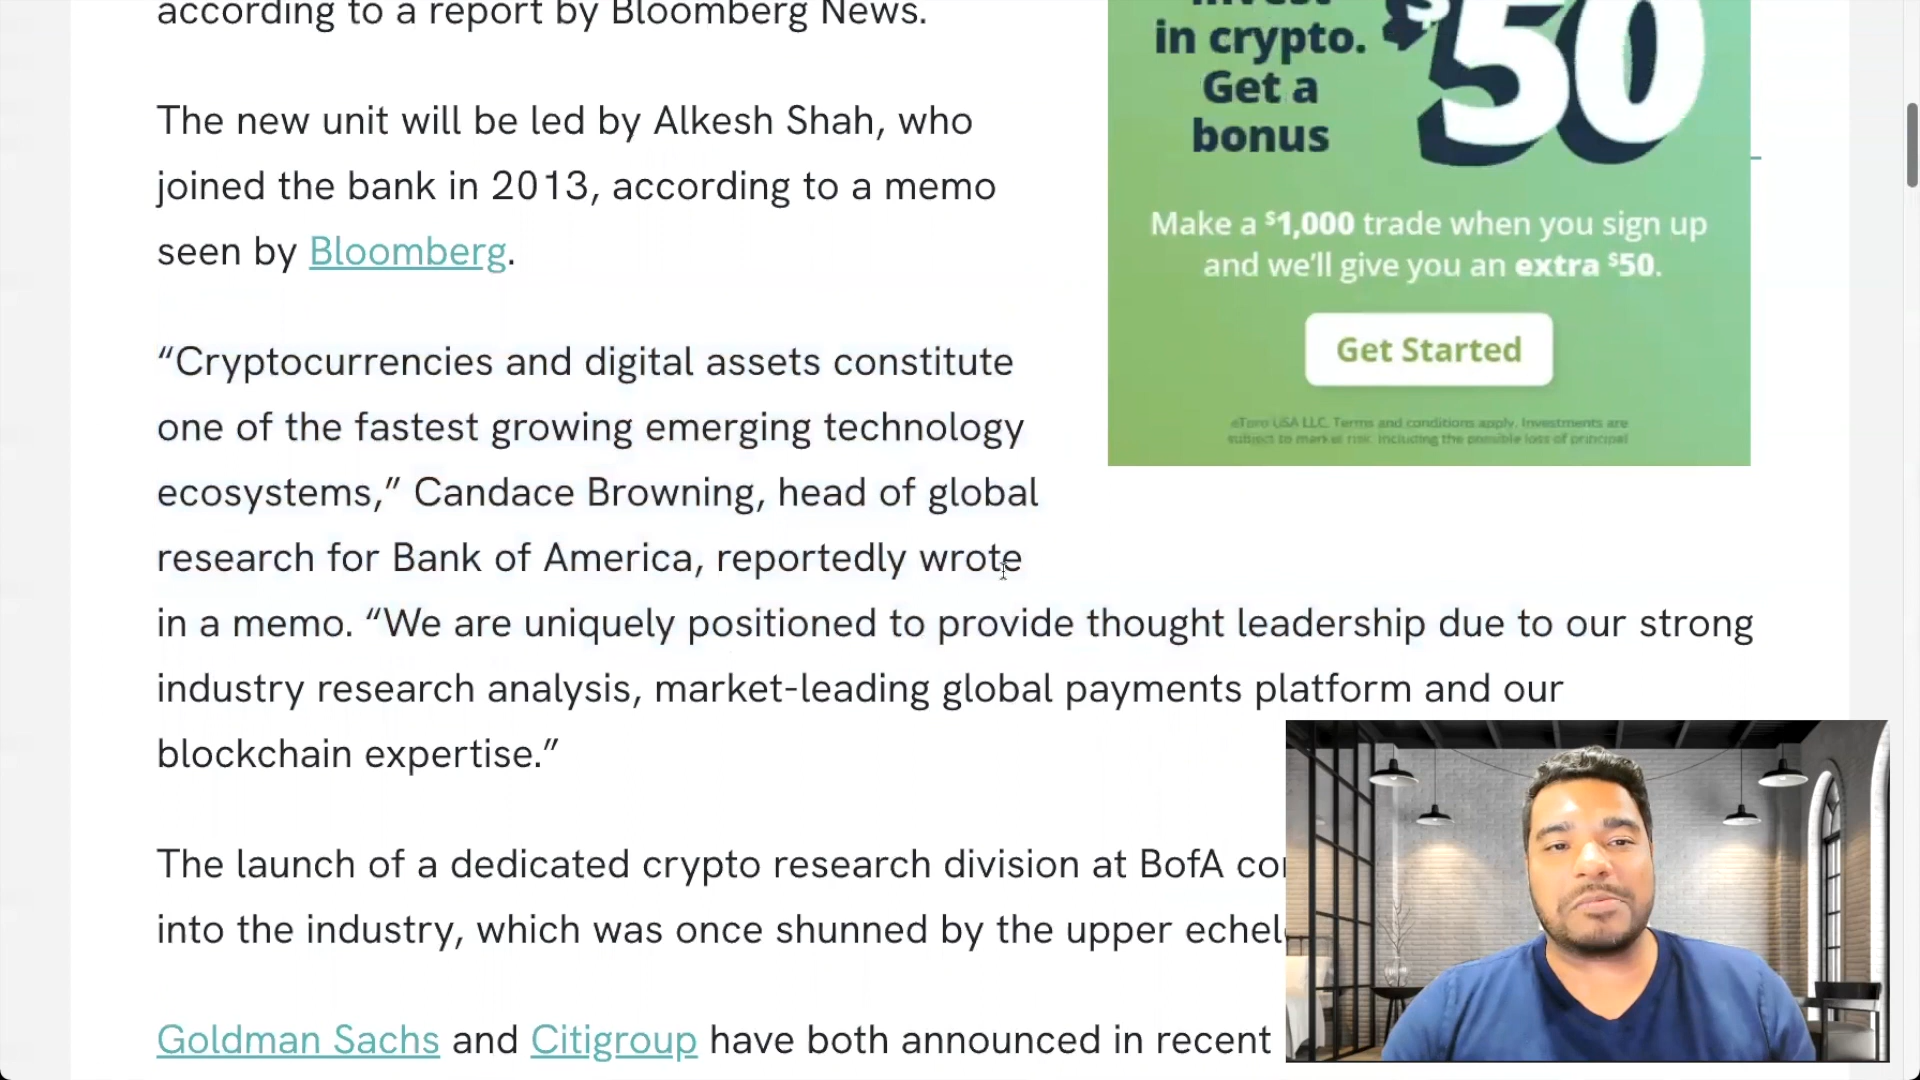 according to a report by Bloomberg News.
The new unit will be led by Alkesh Shah, who
joined the bank in 2013, according to a memo
seen by Bloomberg.
“Cryptocurrencies and digital assets constitute
one of the fastest growing emerging technology
ecosystems,” Candace Browning, head of global
research for Bank of America, reportedly wrote
in a memo. “We are uniquely positioned to provide thought leadership due to our strong
industry research analysis, market-leading global payments platform and our
blockchain expertise.”
The launch of a dedicated crypto research division at BofA
into the industry, which was once shunned by the upper
Goldman Sachs and Citigroup have both announced in recent
Invest
in crypto.
Get a
bonus
$50
Make a $1,000 trade when you sign up
and we’ll give you an extra $50.
Get Started
eToro USA LLC. Terms and conditions apply. Investments are
subject to market risk, including the possible loss of principal